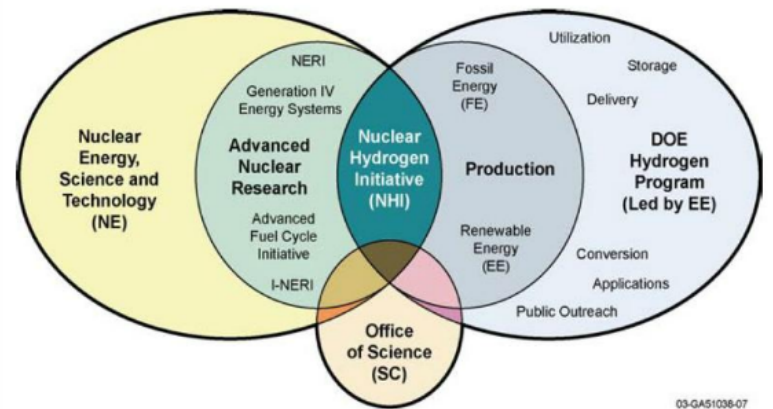 Nuclear
Energy,
Science and
Technology
(NE)
NERI
Generation IV
Energy Systems
Advanced
Nuclear
Research
Advanced
Fuel Cycle
Initiative
I-NERI
Nuclear
Hydrogen
Initiative
(NHI)
Fossil
Energy
(FE)
Production
Renewable
Energy
(EE)
Utilization
Storage
Delivery
DOE
Hydrogen
Program
(Led by EE)
Conversion
Applications
Public Outreach
Office
of Science
(SC)
03-GA51038-07